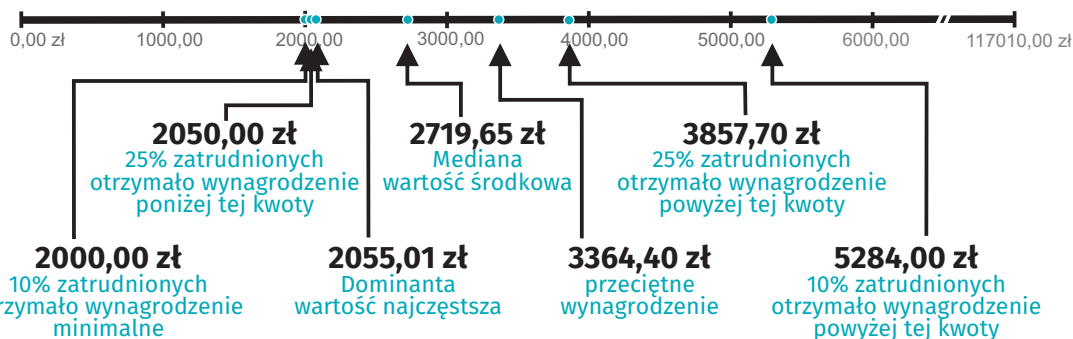 0,00 zł 1000,00 2000,00 3000,00 4000,00 5000,00 6000,00 117010,00 zł
2050,00 zł
25% zatrudnionych
otrzymało wynagrodzenie
poniżej tej kwoty
2719,65 zł
Mediana
wartość środkowa
3857,70 zł
25% zatrudnionych
otrzymało wynagrodzenie
powyżej tej kwoty
2000,00 zł
10% zatrudnionych
rzymało wynagrodzenie
minimalne
2055,01 zł
Dominanta
wartość najczęstsza
3364,40 zł
przeciętne
wynagrodzenie
5284,00 zł
10% zatrudnionych
otrzymało wynagrodzenie
powyżej tej kwoty